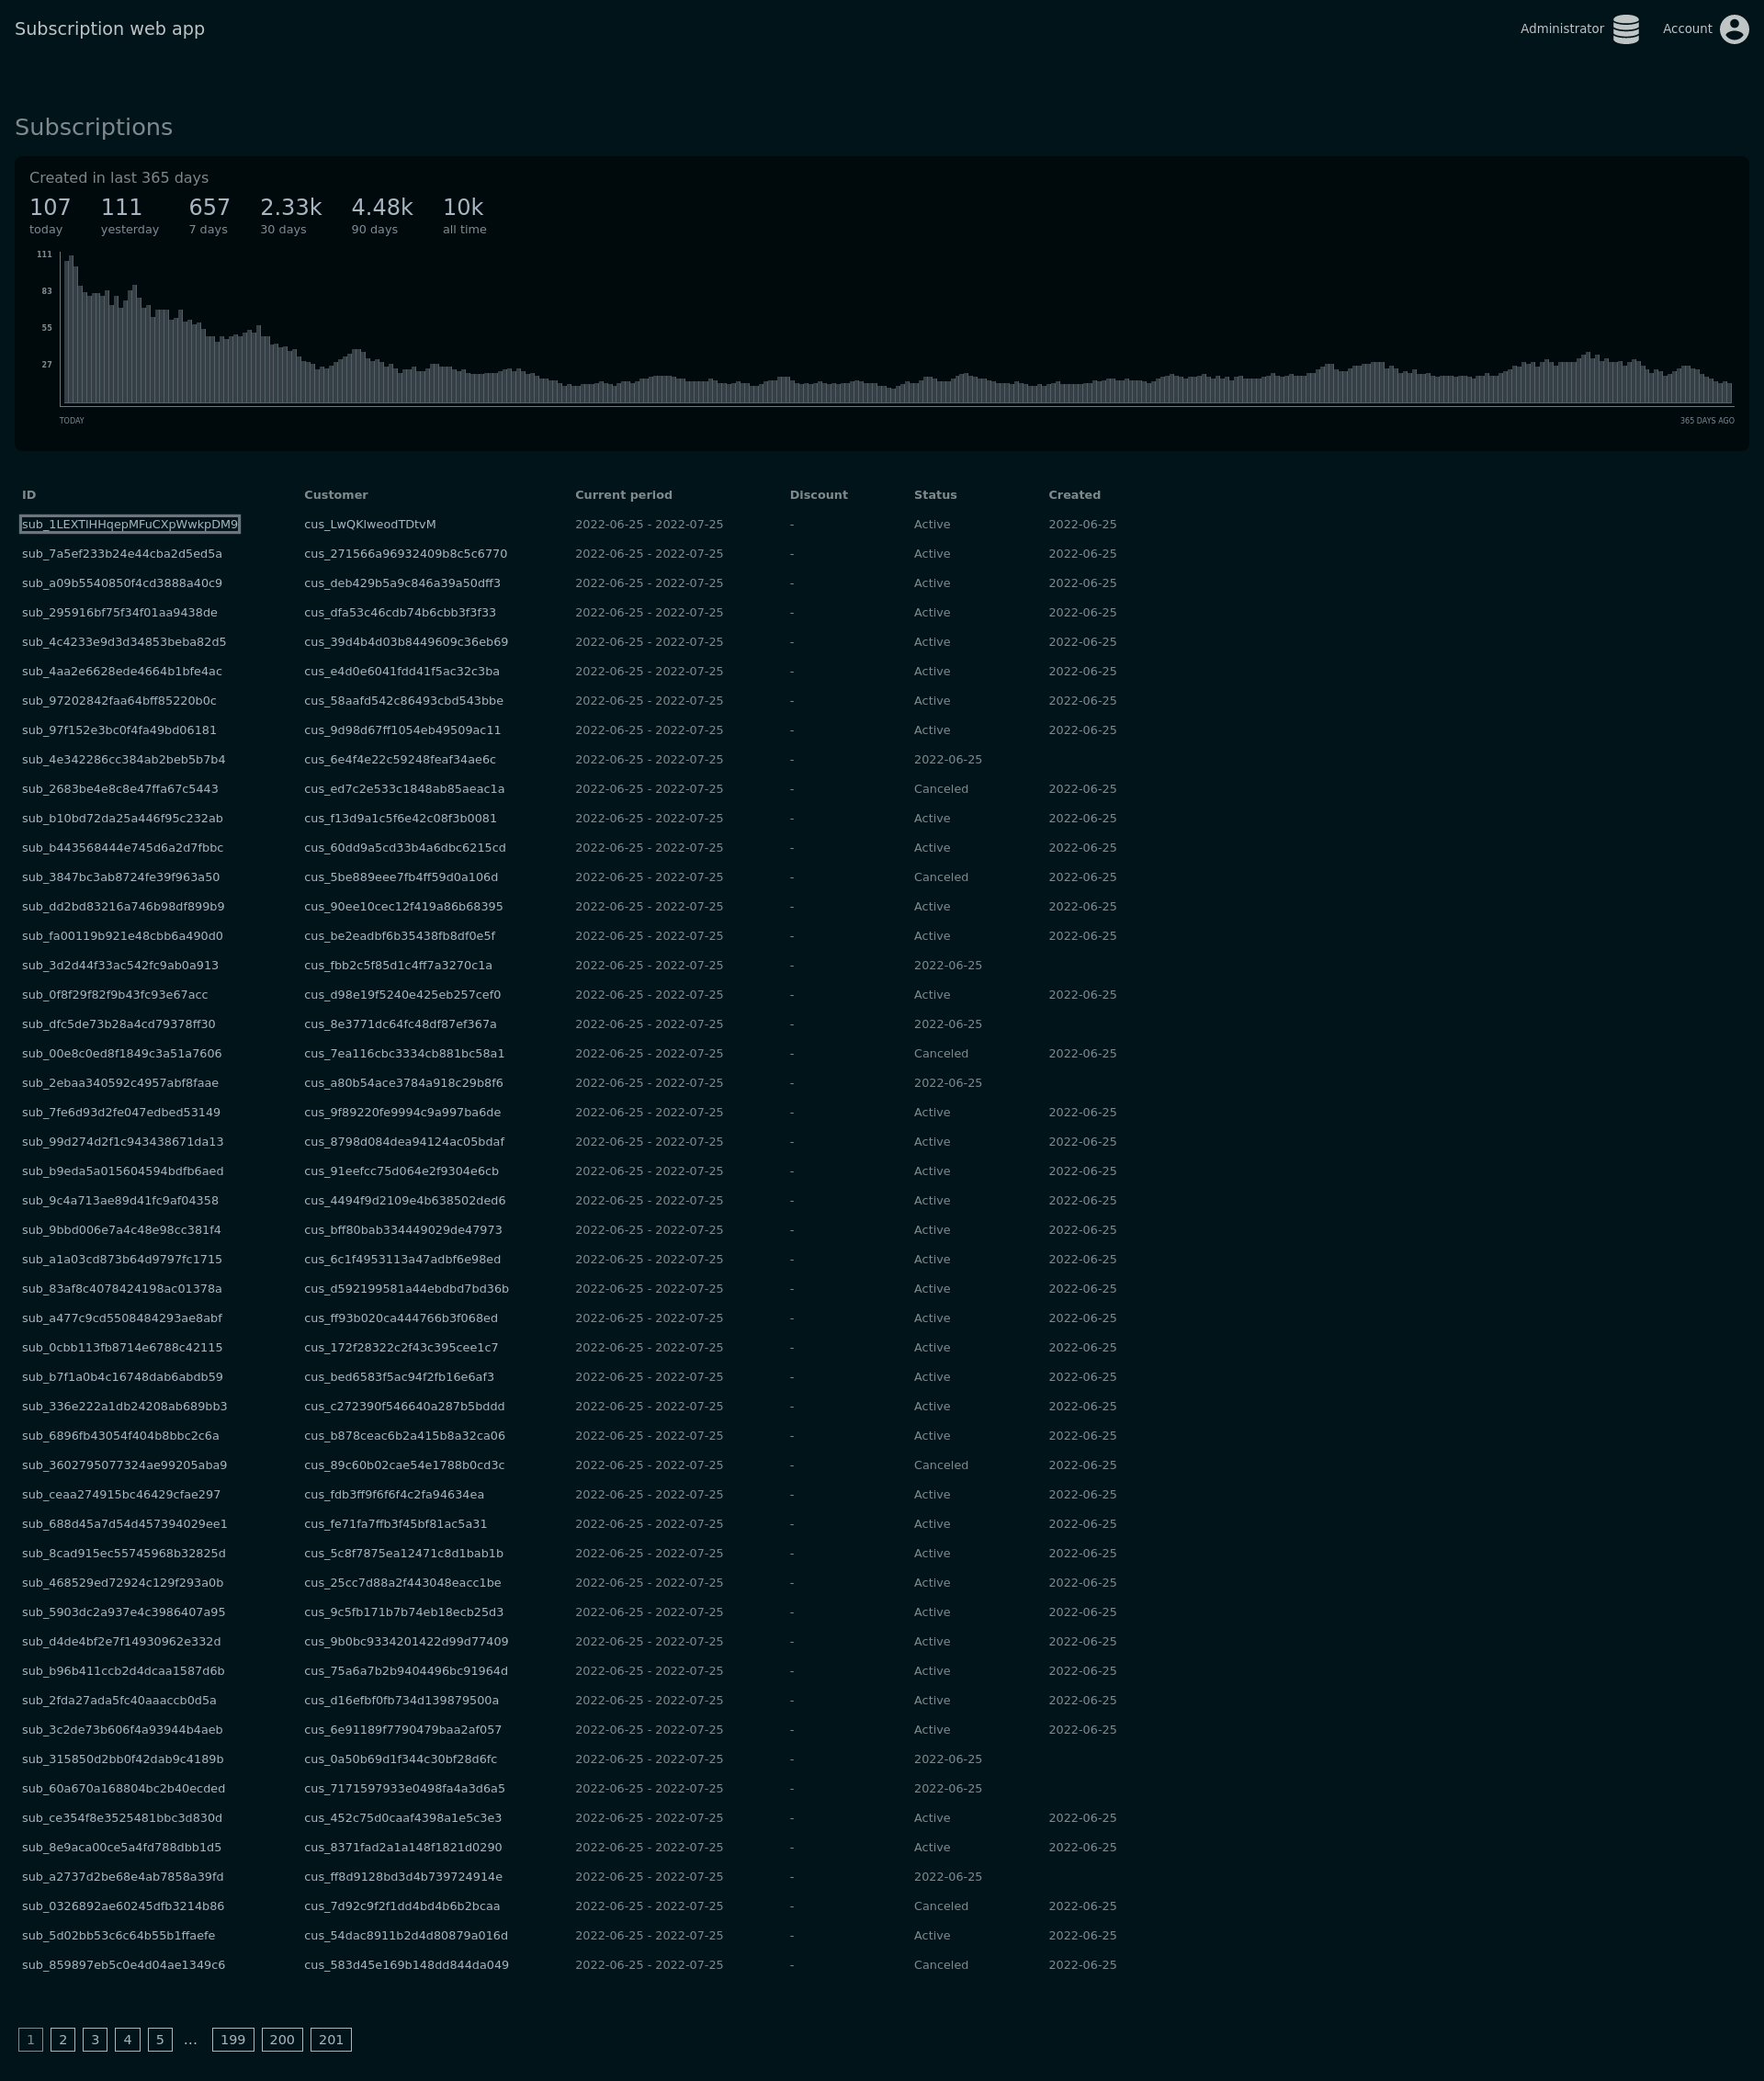 Subscription web app
Administrator Account
Subscriptions
Created in last 365 days
107 111 657 2.33k 4.48k 10k
today yesterday 7 days 30 days 90 days all time
111
83
55
27
TODAY 365 DAYS AGO
ID Customer Current period Discount Status Created
sub_1LEXTIHHqepMFuCXpWwkpDM9 cus_LwQKlweodTDtvM 2022-06-25 - 2022-07-25 - Active 2022-06-25
sub_7a5ef233b24e44cba2d5ed5a cus_271566a96932409b8c5c6770 2022-06-25 - 2022-07-25 - Active 2022-06-25
sub_a09b5540850f4cd3888a40c9 cus_deb429b5a9c846a39a50dff3 2022-06-25 - 2022-07-25 - Active 2022-06-25
sub_295916bf75f34f01aa9438de cus_dfa53c46cdb74b6cbb3f3f33 2022-06-25 - 2022-07-25 - Active 2022-06-25
sub_4c4233e9d3d34853beba82d5 cus_39d4b4d03b8449609c36eb69 2022-06-25 - 2022-07-25 - Active 2022-06-25
sub_4aa2e6628ede4664b1bfe4ac cus_e4d0e6041fdd41f5ac32c3ba 2022-06-25 - 2022-07-25 - Active 2022-06-25
sub_97202842faa64bff85220b0c cus_58aafd542c86493cbd543bbe 2022-06-25 - 2022-07-25 - Active 2022-06-25
sub_97f152e3bc0f4fa49bd06181 cus_9d98d67ff1054eb49509ac11 2022-06-25 - 2022-07-25 - Active 2022-06-25
sub_4e342286cc384ab2beb5b7b4 cus_6e4f4e22c59248feaf34ae6c 2022-06-25 - 2022-07-25 - 2022-06-25
sub_2683be4e8c8e47ffa67c5443 cus_ed7c2e533c1848ab85aeac1a 2022-06-25 - 2022-07-25 - Canceled 2022-06-25
sub_b10bd72da25a446f95c232ab cus_f13d9a1c5f6e42c08f3b0081 2022-06-25 - 2022-07-25 - Active 2022-06-25
sub_b443568444e745d6a2d7fbbc cus_60dd9a5cd33b4a6dbc6215cd 2022-06-25 - 2022-07-25 - Active 2022-06-25
sub_3847bc3ab8724fe39f963a50 cus_5be889eee7fb4ff59d0a106d 2022-06-25 - 2022-07-25 - Canceled 2022-06-25
sub_dd2bd83216a746b98df899b9 cus_90ee10cec12f419a86b68395 2022-06-25 - 2022-07-25 - Active 2022-06-25
sub_fa00119b921e48cbb6a490d0 cus_be2eadbf6b35438fb8df0e5f 2022-06-25 - 2022-07-25 - Active 2022-06-25
sub_3d2d44f33ac542fc9ab0a913 cus_fbb2c5f85d1c4ff7a3270c1a 2022-06-25 - 2022-07-25 - 2022-06-25
sub_0f8f29f82f9b43fc93e67acc cus_d98e19f5240e425eb257cef0 2022-06-25 - 2022-07-25 - Active 2022-06-25
sub_dfc5de73b28a4cd79378ff30 cus_8e3771dc64fc48df87ef367a 2022-06-25 - 2022-07-25 - 2022-06-25
sub_00e8c0ed8f1849c3a51a7606 cus_7ea116cbc3334cb881bc58a1 2022-06-25 - 2022-07-25 - Canceled 2022-06-25
sub_2ebaa340592c4957abf8faae cus_a80b54ace3784a918c29b8f6 2022-06-25 - 2022-07-25 - 2022-06-25
sub_7fe6d93d2fe047edbed53149 cus_9f89220fe9994c9a997ba6de 2022-06-25 - 2022-07-25 - Active 2022-06-25
sub_99d274d2f1c943438671da13 cus_8798d084dea94124ac05bdaf 2022-06-25 - 2022-07-25 - Active 2022-06-25
sub_b9eda5a015604594bdfb6aed cus_91eefcc75d064e2f9304e6cb 2022-06-25 - 2022-07-25 - Active 2022-06-25
sub_9c4a713ae89d41fc9af04358 cus_4494f9d2109e4b638502ded6 2022-06-25 - 2022-07-25 - Active 2022-06-25
sub_9bbd006e7a4c48e98cc381f4 cus_bff80bab334449029de47973 2022-06-25 - 2022-07-25 - Active 2022-06-25
sub_a1a03cd873b64d9797fc1715 cus_6c1f4953113a47adbf6e98ed 2022-06-25 - 2022-07-25 - Active 2022-06-25
sub_83af8c4078424198ac01378a cus_d592199581a44ebdbd7bd36b 2022-06-25 - 2022-07-25 - Active 2022-06-25
sub_a477c9cd5508484293ae8abf cus_ff93b020ca444766b3f068ed 2022-06-25 - 2022-07-25 - Active 2022-06-25
sub_0cbb113fb8714e6788c42115 cus_172f28322c2f43c395cee1c7 2022-06-25 - 2022-07-25 - Active 2022-06-25
sub_b7f1a0b4c16748dab6abdb59 cus_bed6583f5ac94f2fb16e6af3 2022-06-25 - 2022-07-25 - Active 2022-06-25
sub_336e222a1db24208ab689bb3 cus_c272390f546640a287b5bddd 2022-06-25 - 2022-07-25 - Active 2022-06-25
sub_6896fb43054f404b8bbc2c6a cus_b878ceac6b2a415b8a32ca06 2022-06-25 - 2022-07-25 - Active 2022-06-25
sub_3602795077324ae99205aba9 cus_89c60b02cae54e1788b0cd3c 2022-06-25 - 2022-07-25 - Canceled 2022-06-25
sub_ceaa274915bc46429cfae297 cus_fdb3ff9f6f6f4c2fa94634ea 2022-06-25 - 2022-07-25 - Active 2022-06-25
sub_688d45a7d54d457394029ee1 cus_fe71fa7ffb3f45bf81ac5a31 2022-06-25 - 2022-07-25 - Active 2022-06-25
sub_8cad915ec55745968b32825d cus_5c8f7875ea12471c8d1bab1b 2022-06-25 - 2022-07-25 - Active 2022-06-25
sub_468529ed72924c129f293a0b cus_25cc7d88a2f443048eacc1be 2022-06-25 - 2022-07-25 - Active 2022-06-25
sub_5903dc2a937e4c3986407a95 cus_9c5fb171b7b74eb18ecb25d3 2022-06-25 - 2022-07-25 - Active 2022-06-25
sub_d4de4bf2e7f14930962e332d cus_9b0bc9334201422d99d77409 2022-06-25 - 2022-07-25 - Active 2022-06-25
sub_b96b411ccb2d4dcaa1587d6b cus_75a6a7b2b9404496bc91964d 2022-06-25 - 2022-07-25 - Active 2022-06-25
sub_2fda27ada5fc40aaaccb0d5a cus_d16efbf0fb734d139879500a 2022-06-25 - 2022-07-25 - Active 2022-06-25
sub_3c2de73b606f4a93944b4aeb cus_6e91189f7790479baa2af057 2022-06-25 - 2022-07-25 - Active 2022-06-25
sub_315850d2bb0f42dab9c4189b cus_0a50b69d1f344c30bf28d6fc 2022-06-25 - 2022-07-25 - 2022-06-25
sub_60a670a168804bc2b40ecded cus_7171597933e0498fa4a3d6a5 2022-06-25 - 2022-07-25 - 2022-06-25
sub_ce354f8e3525481bbc3d830d cus_452c75d0caaf4398a1e5c3e3 2022-06-25 - 2022-07-25 - Active 2022-06-25
sub_8e9aca00ce5a4fd788dbb1d5 cus_8371fad2a1a148f1821d0290 2022-06-25 - 2022-07-25 - Active 2022-06-25
sub_a2737d2be68e4ab7858a39fd cus_ff8d9128bd3d4b739724914e 2022-06-25 - 2022-07-25 - 2022-06-25
sub_0326892ae60245dfb3214b86 cus_7d92c9f2f1dd4bd4b6b2bcaa 2022-06-25 - 2022-07-25 - Canceled 2022-06-25
sub_5d02bb53c6c64b55b1ffaefe cus_54dac8911b2d4d80879a016d 2022-06-25 - 2022-07-25 - Active 2022-06-25
sub_859897eb5c0e4d04ae1349c6 cus_583d45e169b148dd844da049 2022-06-25 - 2022-07-25 - Canceled 2022-06-25
1 2 3 4 5 ... 199 200 201